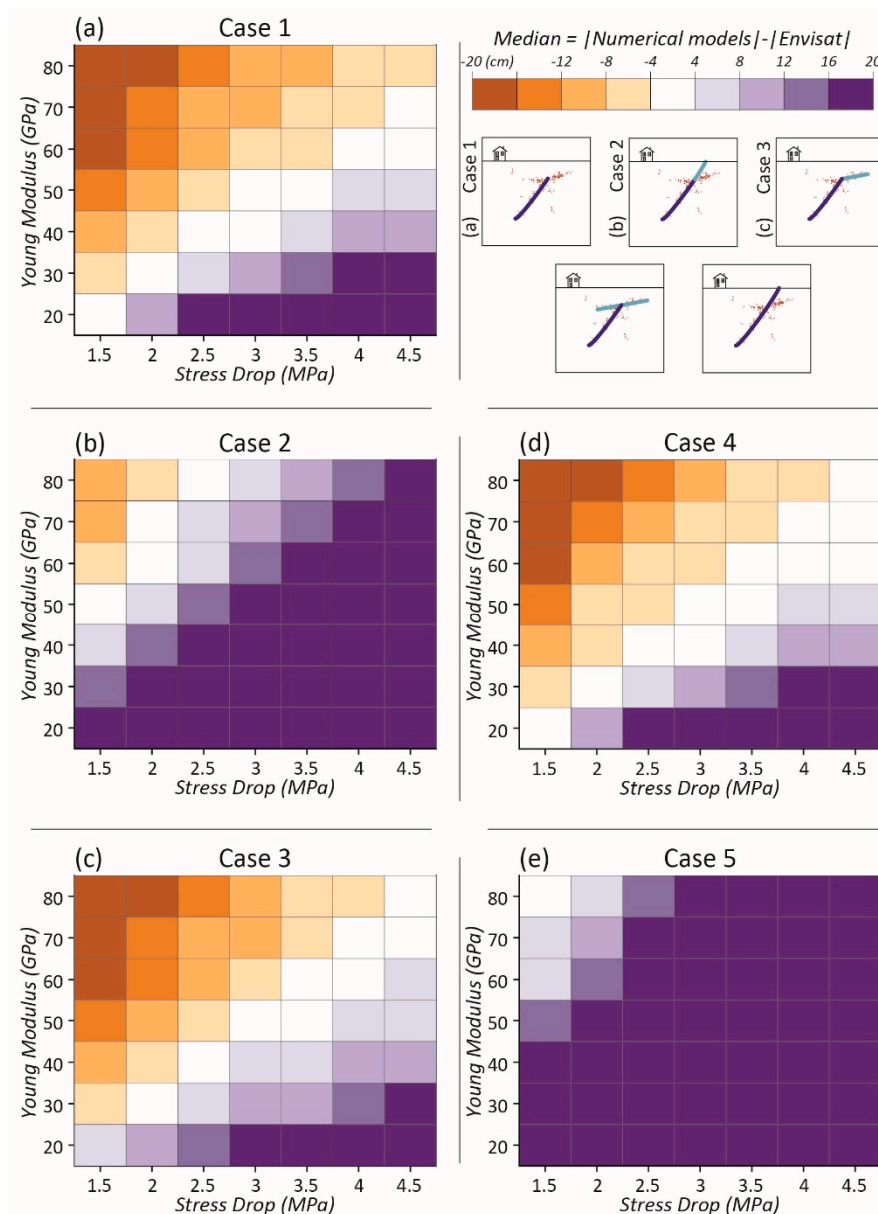 (a) Case 1
Young Modulus (GPa)
80
70
60
50
40
30
20
1.5 2 2.5 3 3.5 4 4.5
Stress Drop (MPa)
Median = |Numerical models|-|Envisat|
-20 (cm) -12 -8 -4 4 8 12 16 20
(a) Case 1
(b) Case 2
(c) Case 3
(b) Case 2
Young Modulus (GPa)
80
70
60
50
40
30
20
1.5 2 2.5 3 3.5 4 4.5
Stress Drop (MPa)
(d) Case 4
Young Modulus (GPa)
80
70
60
50
40
30
20
1.5 2 2.5 3 3.5 4 4.5
Stress Drop (MPa)
(c) Case 3
Young Modulus (GPa)
80
70
60
50
40
30
20
1.5 2 2.5 3 3.5 4 4.5
Stress Drop (MPa)
(e) Case 5
Young Modulus (GPa)
80
70
60
50
40
30
20
1.5 2 2.5 3 3.5 4 4.5
Stress Drop (MPa)